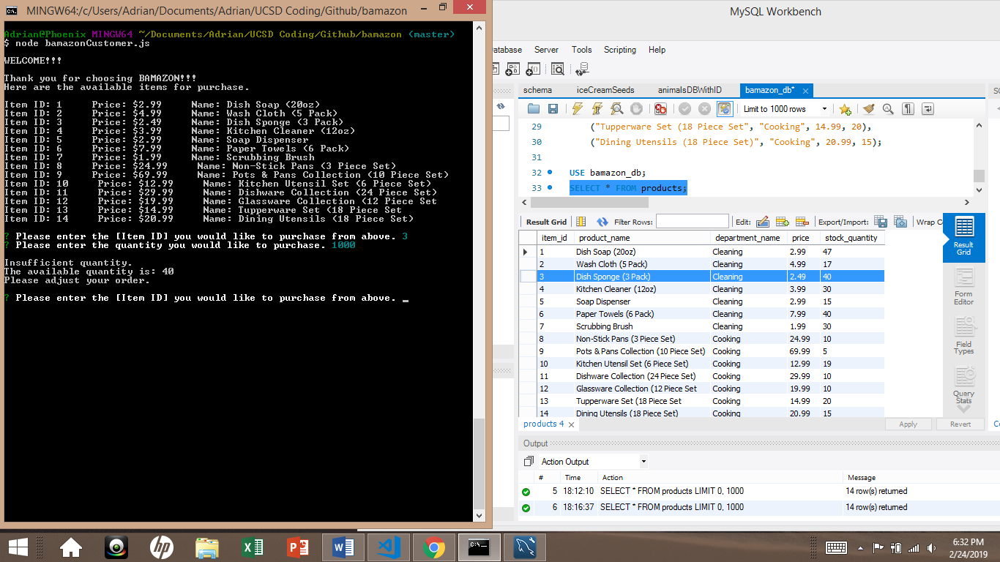 MINGW64:/c/Users/Adrian/Documents/Adrian/UCSD Coding/Github/bamazon
Adrian@Phoenix MINGW64 ~/Documents/Adrian/UCSD Coding/Github/bamazon (master)
$ node bamazonCustomer.js
WELCOME!!!
Thank you for choosing BAMAZON!!!
Here are the available items for purchase.
Item ID: 1 Price: $2.99 Name: Dish Soap (20oz)
Item ID: 2 Price: $4.99 Name: Wash Cloth (5 Pack)
Item ID: 3 Price: $2.49 Name: Dish Sponge (3 Pack)
Item ID: 4 Price: $3.99 Name: Kitchen Cleaner (12oz)
Item ID: 5 Price: $2.99 Name: Soap Dispenser
Item ID: 6 Price: $7.99 Name: Paper Towels (6 Pack)
Item ID: 7 Price: $1.99 Name: Scrubbing Brush
Item ID: 8 Price: $24.99 Name: Non-Stick Pans (3 Piece Set)
Item ID: 9 Price: $69.99 Name: Pots & Pans Collection (10 Piece Set)
Item ID: 10 Price: $12.99 Name: Kitchen Utensil Set (6 Piece Set)
Item ID: 11 Price: $29.99 Name: Dishware Collection (24 Piece Set)
Item ID: 12 Price: $19.99 Name: Glassware Collection (12 Piece Set
Item ID: 13 Price: $14.99 Name: Tupperware Set (18 Piece Set
Item ID: 14 Price: $20.99 Name: Dining Utensils (18 Piece Set)
? Please enter the [Item ID] you would like to purchase from above. 3
? Please enter the quantity you would like to purchase. 1000
Insufficient quantity.
The available quantity is: 40
Please adjust your order.
? Please enter the [Item ID] you would like to purchase from above. _
MySQL Workbench
atabase Server Tools Scripting Help
schema iceCreamSeeds animalsDBWithID bamazon_db*
Limit to 1000 rows
29 ("Tupperware Set (18 Piece Set", "Cooking", 14.99, 20),
30 ("Dining Utensils (18 Piece Set)", "Cooking", 20.99, 15);
31
32 USE bamazon_db;
33 SELECT * FROM products;
Result Grid Filter Rows: Edit: Export/Import: Wrap C
item_id product_name department_name price stock_quantity
1 Dish Soap (20oz) Cleaning 2.99 47
2 Wash Cloth (5 Pack) Cleaning 4.99 17
3 Dish Sponge (3 Pack) Cleaning 2.49 40
4 Kitchen Cleaner (12oz) Cleaning 3.99 30
5 Soap Dispenser Cleaning 2.99 15
6 Paper Towels (6 Pack) Cleaning 7.99 40
7 Scrubbing Brush Cleaning 1.99 30
8 Non-Stick Pans (3 Piece Set) Cooking 24.99 10
9 Pots & Pans Collection (10 Piece Set) Cooking 69.99 5
10 Kitchen Utensil Set (6 Piece Set) Cooking 12.99 19
11 Dishware Collection (24 Piece Set) Cooking 29.99 10
12 Glassware Collection (12 Piece Set Cooking 19.99 10
13 Tupperware Set (18 Piece Set Cooking 14.99 20
14 Dining Utensils (18 Piece Set) Cooking 20.99 15
Result
Grid
Form
Editor
Field
Types
Query
Stats
products 4 Apply Revert
Output
Action Output
# Time Action Message
5 18:12:10 SELECT * FROM products LIMIT 0, 1000 14 row(s) returned
6 18:16:37 SELECT * FROM products LIMIT 0, 1000 14 row(s) returned
6:32 PM
2/24/2019